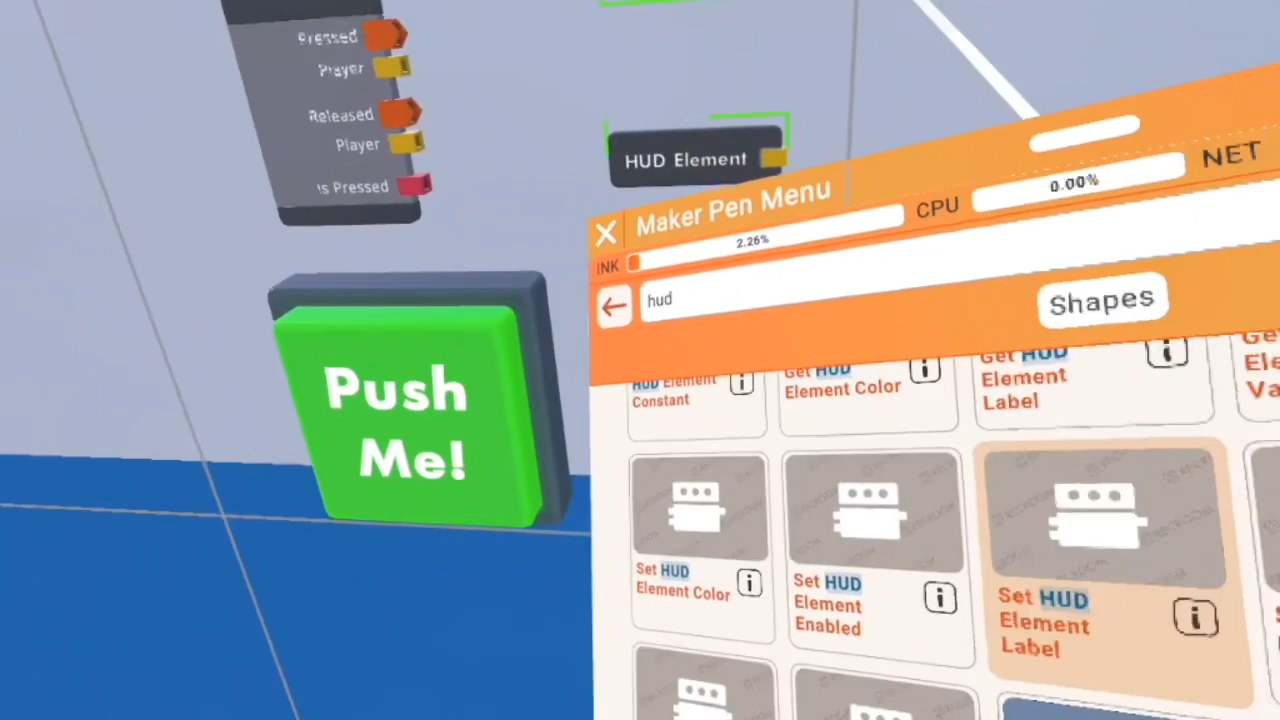 Pressed
Player
Released
Player
Is Pressed
HUD Element
Push
Me!
Maker Pen Menu
INK
2.26%
CPU
0.00%
NET
hud
Shapes
HUD Element
Constant
Get HUD
Element Color
Get HUD
Element
Label
Set HUD
Element Color
Set HUD
Element
Enabled
Set HUD
Element
Label